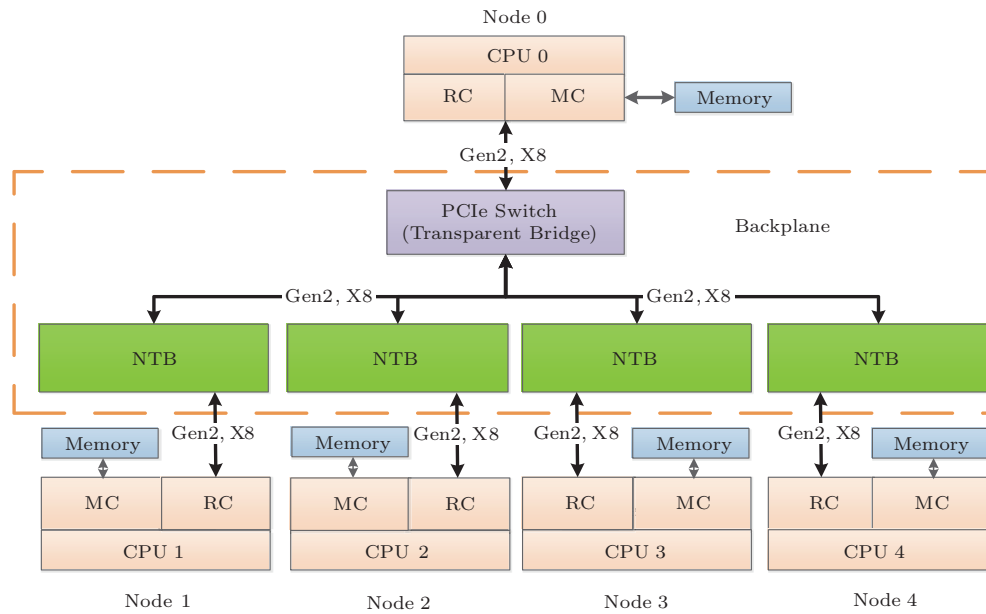 Node 0
CPU 0
RC
MC
Memory
Gen2, X8
PCIe Switch
(Transparent Bridge)
Backplane
Gen2, X8
Gen2, X8
NTB
NTB
NTB
NTB
Gen2, X8
Gen2, X8
Gen2, X8
Gen2, X8
Memory
Memory
Memory
Memory
MC
RC
MC
RC
RC
MC
RC
MC
CPU 1
CPU 2
CPU 3
CPU 4
Node 1
Node 2
Node 3
Node 4